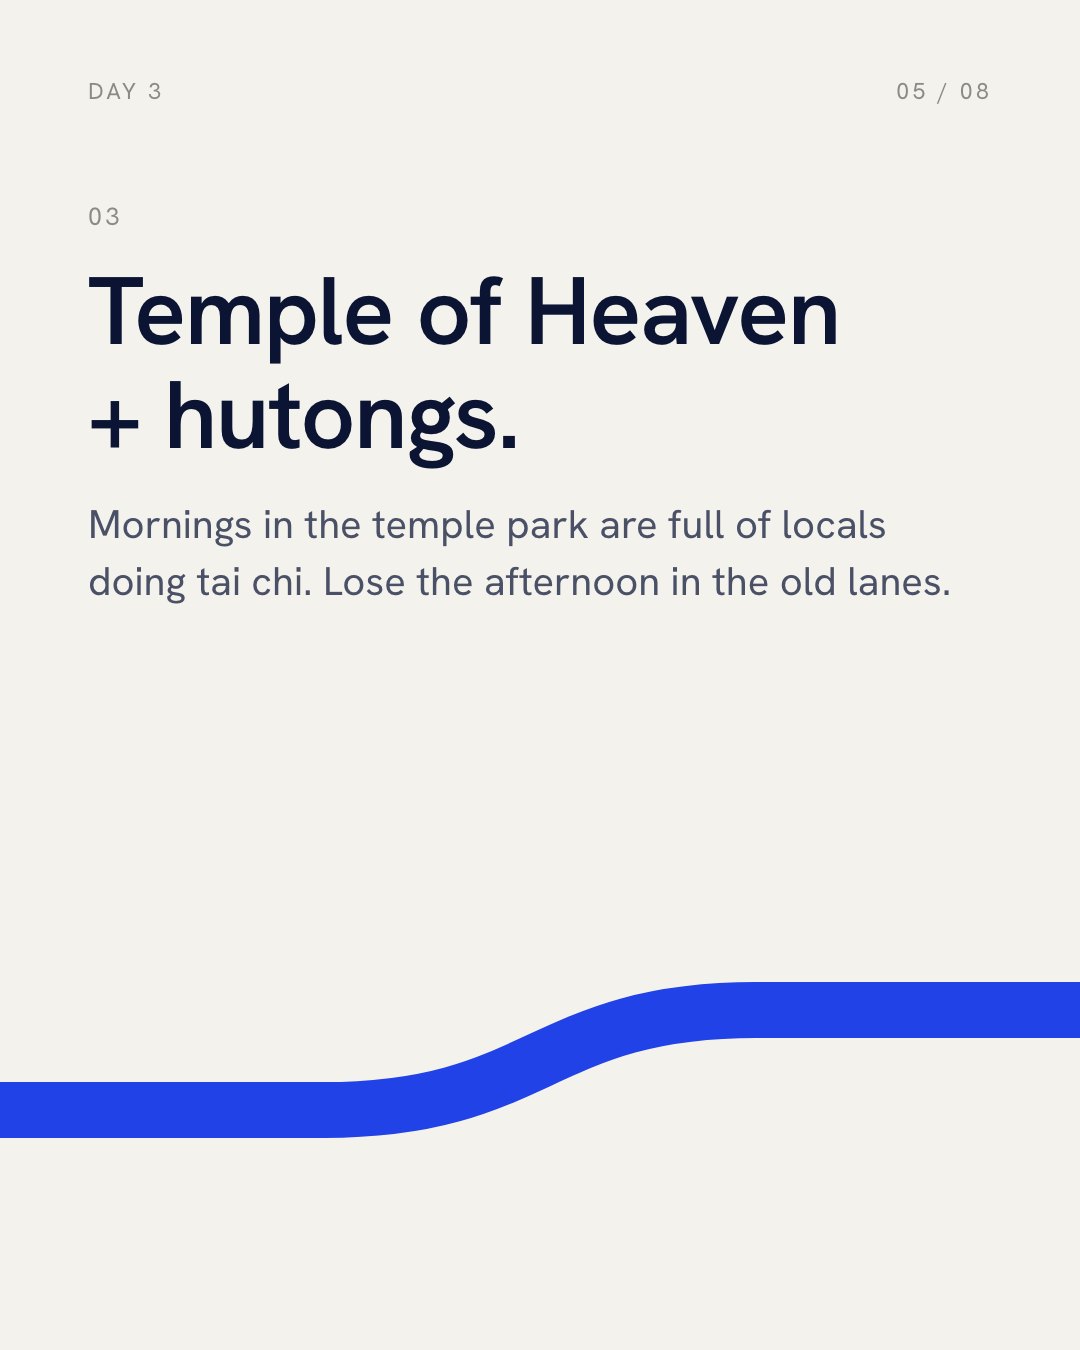 DAY 3
05 / 08
03
Temple of Heaven
+ hutongs.
Mornings in the temple park are full of locals
doing tai chi. Lose the afternoon in the old lanes.